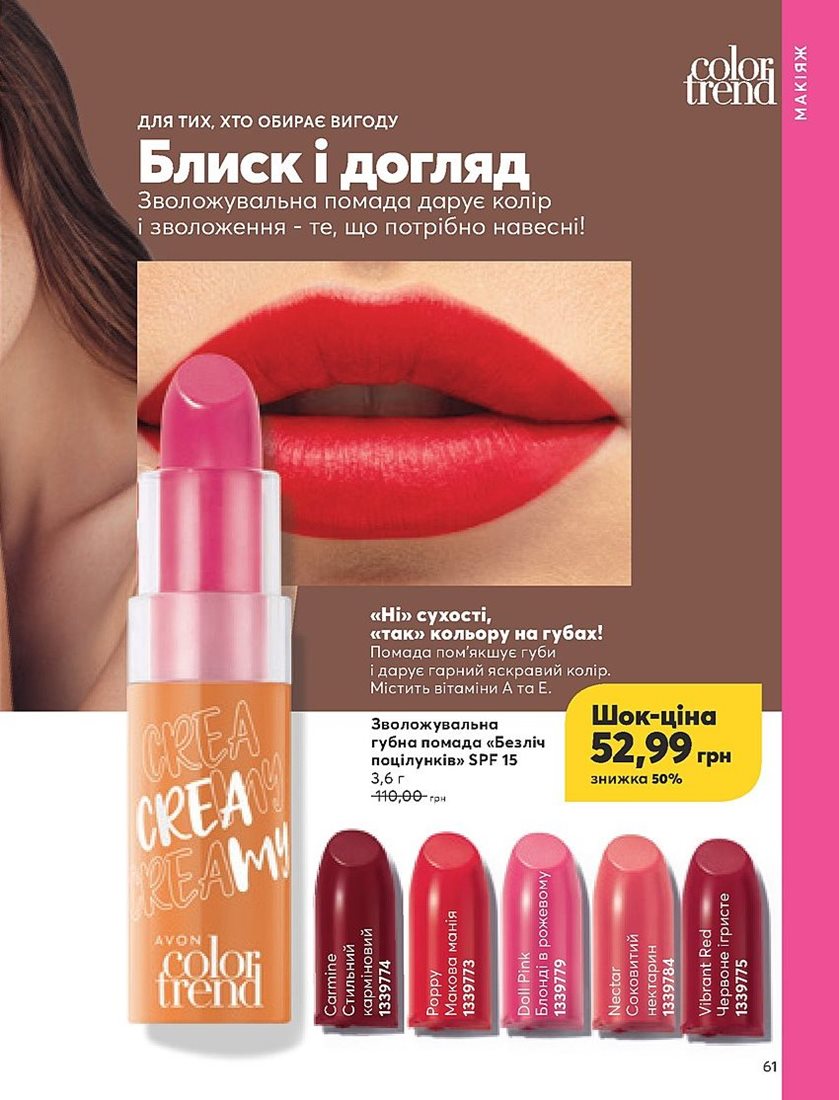 color
trend
МАКІЯЖ
ДЛЯ ТИХ, ХТО ОБИРАЄ ВИГОДУ
Блиск і догляд
Зволожувальна помада дарує колір
і зволоження - те, що потрібно навесні!
«Ні» сухості,
«так» кольору на губах!
Помада пом’якшує губи
і дарує гарний яскравий колір.
Містить вітаміни А та Е.
Зволожувальна
губна помада «Безліч
поцілунків» SPF 15
3,6 г
110,00 грн
Шок-ціна
52,99 грн
знижка 50%
CREAMY
CREAMY
CREAMY
AVON
color
trend
Carmine
Стильний
карміновий
1339774
Poppy
Макова манія
1339773
Doll Pink
Блонді в рожевому
1339779
Nectar
Соковитий
нектарин
1339784
Vibrant Red
Червоне ігристе
1339775
61